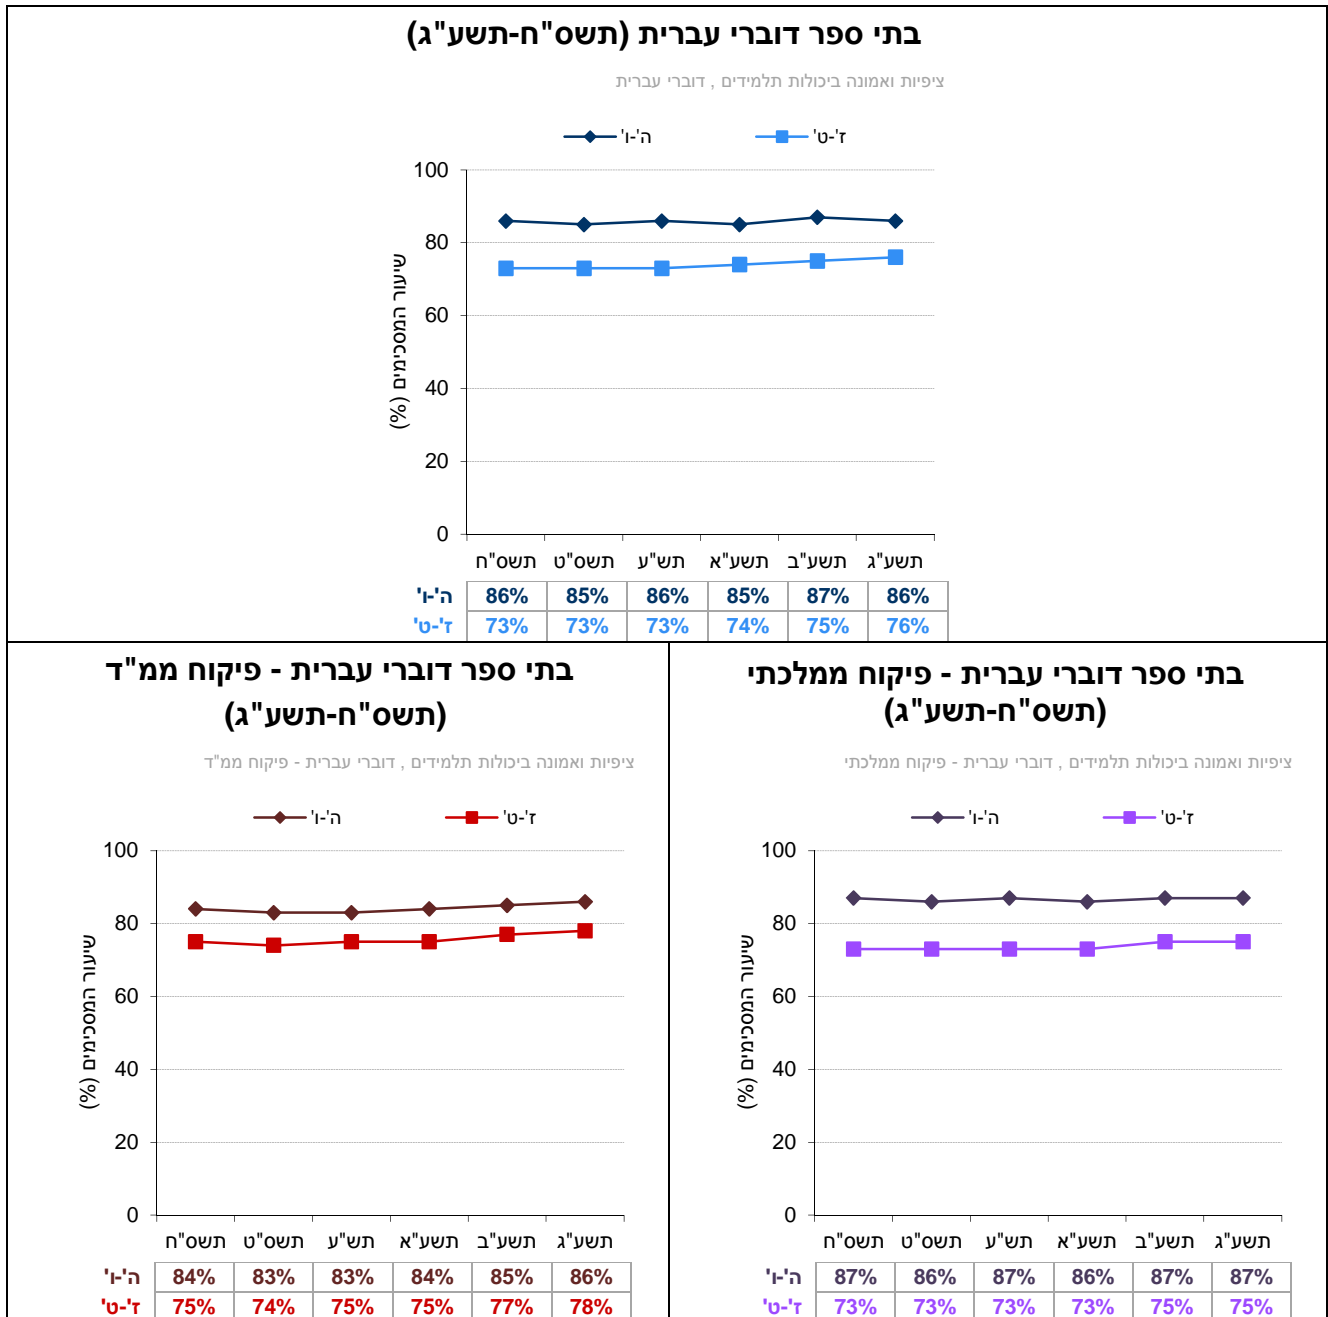 בתי ספר דוברי עברית (תשס"ח-תשע"ג)
ציפיות ואמונה ביכולות תלמידים , דוברי עברית
ה'-ו' ז'-ט'
שיעור המסכימים (%)
100
80
60
40
20
0
תשס"ח תשס"ט תש"ע תשע"א תשע"ב תשע"ג
ה'-ו' 86% 85% 86% 85% 87% 86%
ז'-ט' 73% 73% 73% 74% 75% 76%
בתי ספר דוברי עברית - פיקוח ממלכתי
(תשס"ח-תשע"ג)
ציפיות ואמונה ביכולות תלמידים , דוברי עברית - פיקוח ממלכתי
ה'-ו' ז'-ט'
שיעור המסכימים (%)
100
80
60
40
20
0
תשס"ח תשס"ט תש"ע תשע"א תשע"ב תשע"ג
ה'-ו' 87% 86% 87% 86% 87% 87%
ז'-ט' 73% 73% 73% 73% 75% 75%
בתי ספר דוברי עברית - פיקוח ממ"ד
(תשס"ח-תשע"ג)
ציפיות ואמונה ביכולות תלמידים , דוברי עברית - פיקוח ממ"ד
ה'-ו' ז'-ט'
שיעור המסכימים (%)
100
80
60
40
20
0
תשס"ח תשס"ט תש"ע תשע"א תשע"ב תשע"ג
ה'-ו' 84% 83% 83% 84% 85% 86%
ז'-ט' 75% 74% 75% 75% 77% 78%